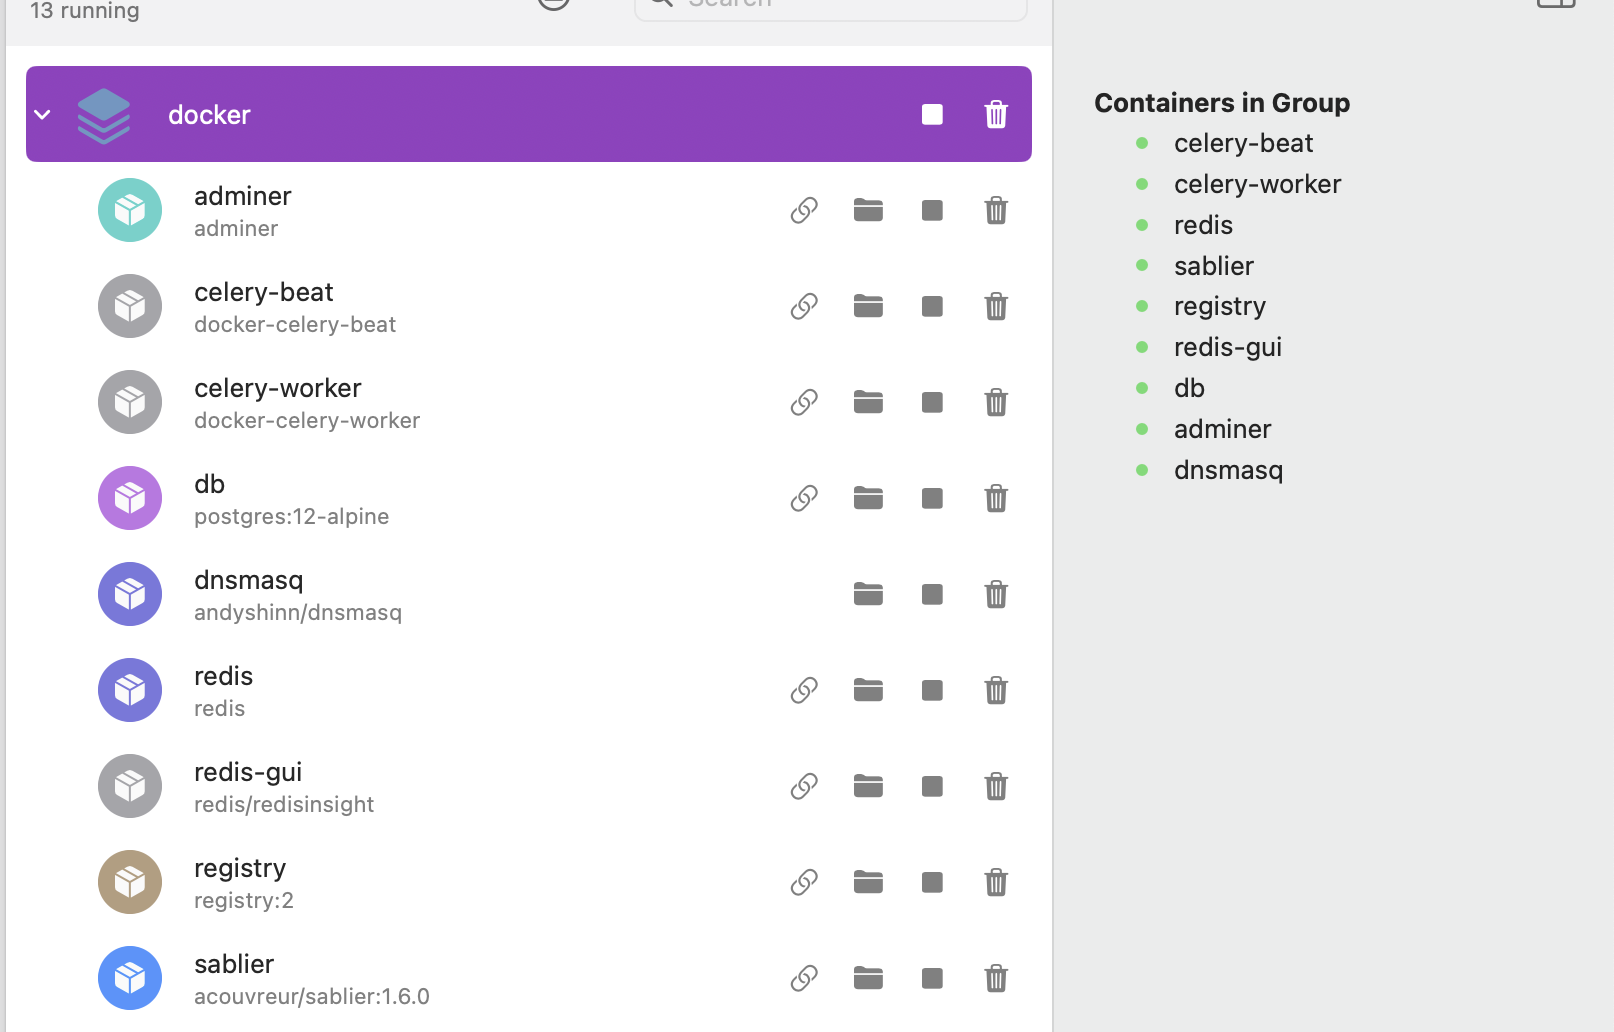 13 running
Search
docker
adminer
adminer
celery-beat
docker-celery-beat
celery-worker
docker-celery-worker
db
postgres:12-alpine
dnsmasq
andyshinn/dnsmasq
redis
redis
redis-gui
redis/redisinsight
registry
registry:2
sablier
acouvreur/sablier:1.6.0
Containers in Group
celery-beat
celery-worker
redis
sablier
registry
redis-gui
db
adminer
dnsmasq